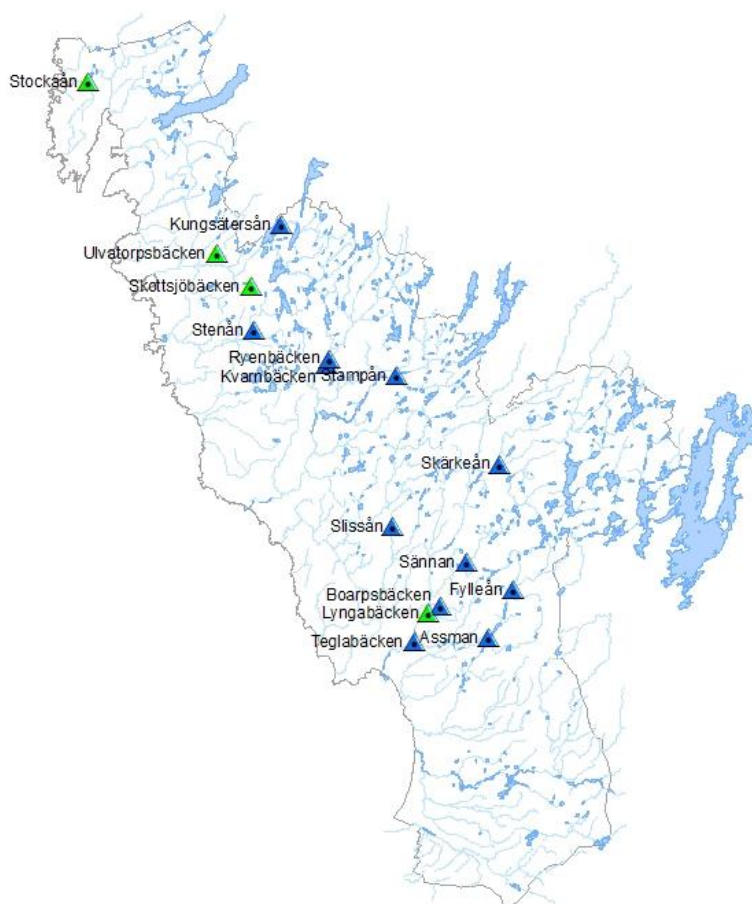 Stockaån
Kungsätersån
Ulvatorpsbäcken
Skottsjöbäcken
Stenån
Ryenbäcken
Kvarnbäcken
Stampån
Skärkeån
Slissån
Sännan
Fylleån
Boarpsbäcken
Lyngabäcken
Teglabäcken
Assman